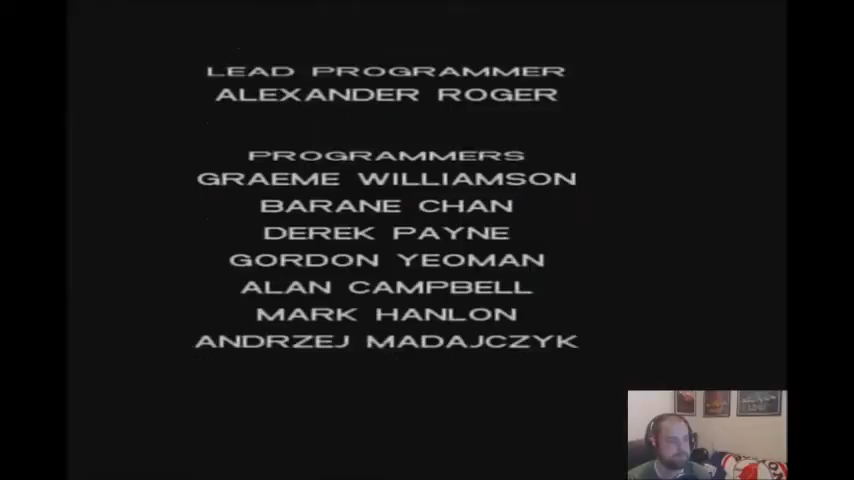 LEAD PROGRAMMER
ALEXANDER ROGER
PROGRAMMERS
GRAEME WILLIAMSON
BARANE CHAN
DEREK PAYNE
GORDON YEOMAN
ALAN CAMPBELL
MARK HANLON
ANDRZEJ MADAJCZYK